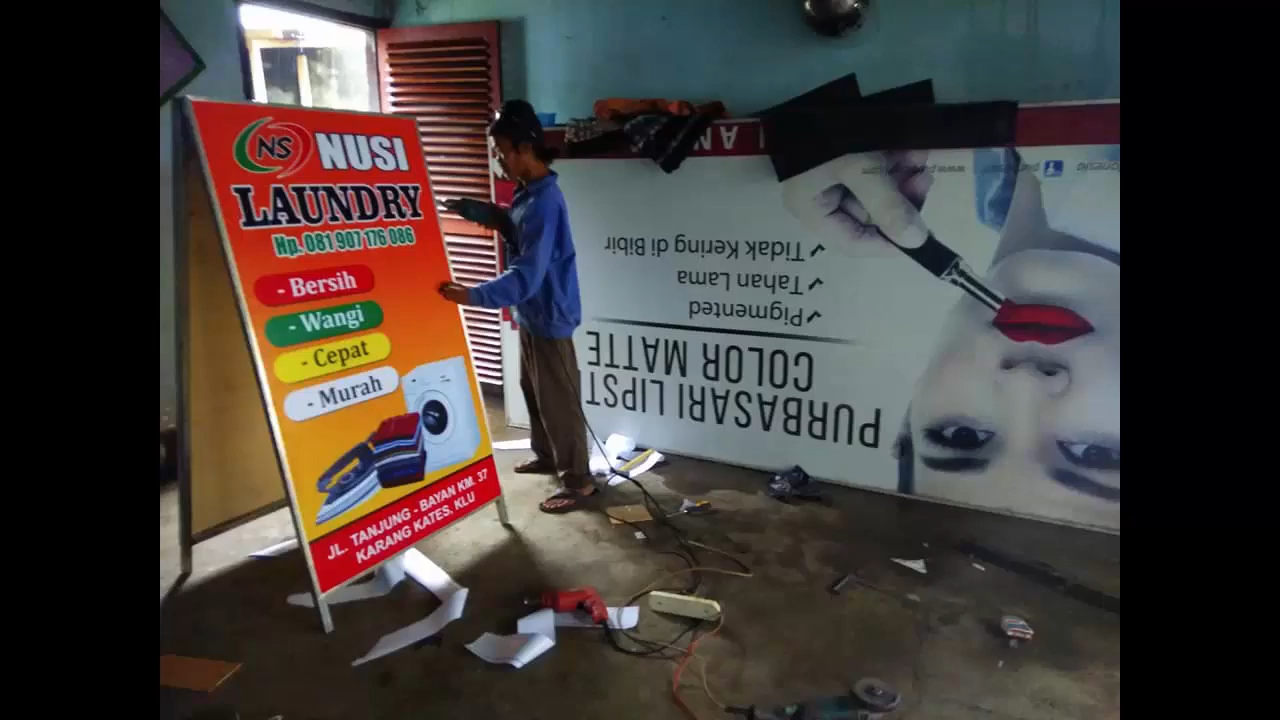 NS NUSI
LAUNDRY
Hp. 081 907 176 086
- Bersih
- Wangi
- Cepat
- Murah
JL. TANJUNG - BAYAN KM. 37
KARANG KATES, KLU
PURBASARI LIPST
COLOR MATTE
✓ Pigmented
✓ Tahan Lama
✓ Tidak Kering di Bibir